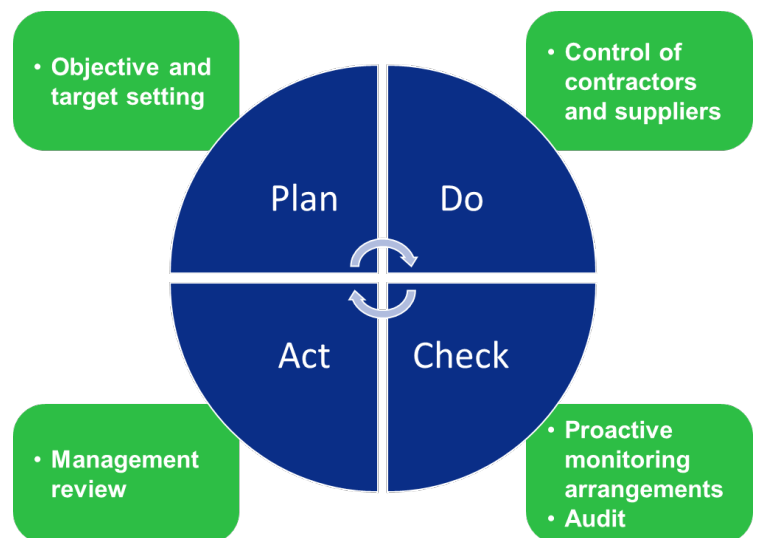 • Objective and
target setting
• Control of
contractors
and suppliers
Plan
Do
Act
Check
• Management
review
• Proactive
monitoring
arrangements
• Audit